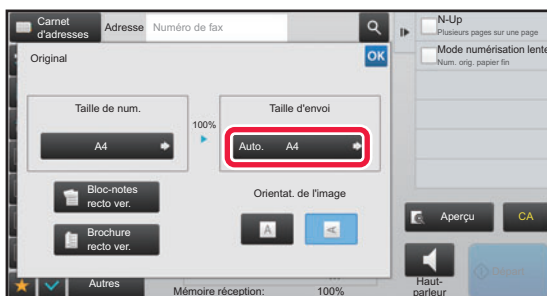 Carnet
d'adresses
Adresse
Numéro de fax
N-Up
Plusieurs pages sur une page
Mode numérisation lente
Num. orig. papier fin
Original
OK
Taille de num.
100%
Taille d'envoi
A4
Auto. A4
Bloc-notes
recto ver.
Orientat. de l'image
A
A
Brochure
recto ver.
Aperçu
CA
Autres
Mémoire réception: 100%
Haut-
parleur
Départ